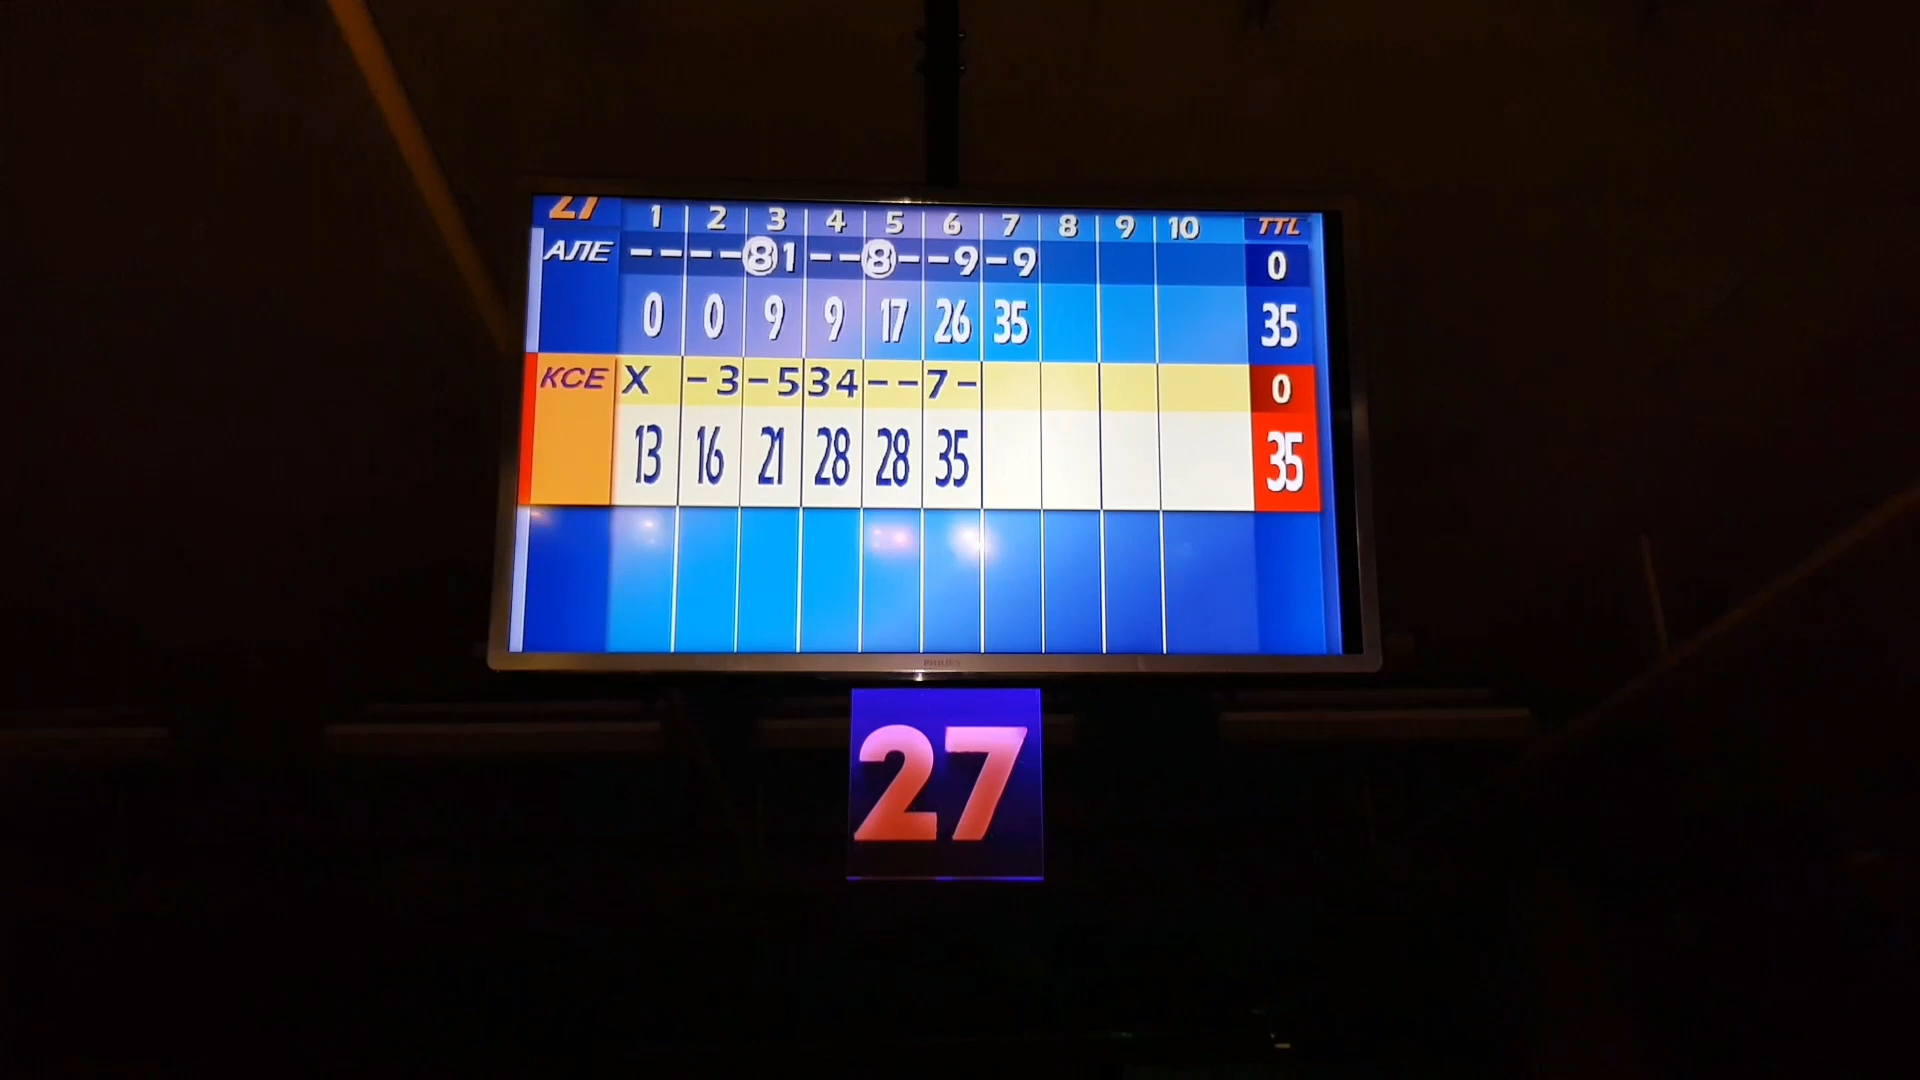 27 1 2 3 4 5 6 7 8 9 10 TTL
АЛЕ - - - - 8 1 - - 8 - - 9 - 9 0
0 0 9 9 17 26 35 35
КСЕ X - 3 - 5 3 4 - - 7 - 0
13 16 21 28 28 35 35
PHILIPS
27